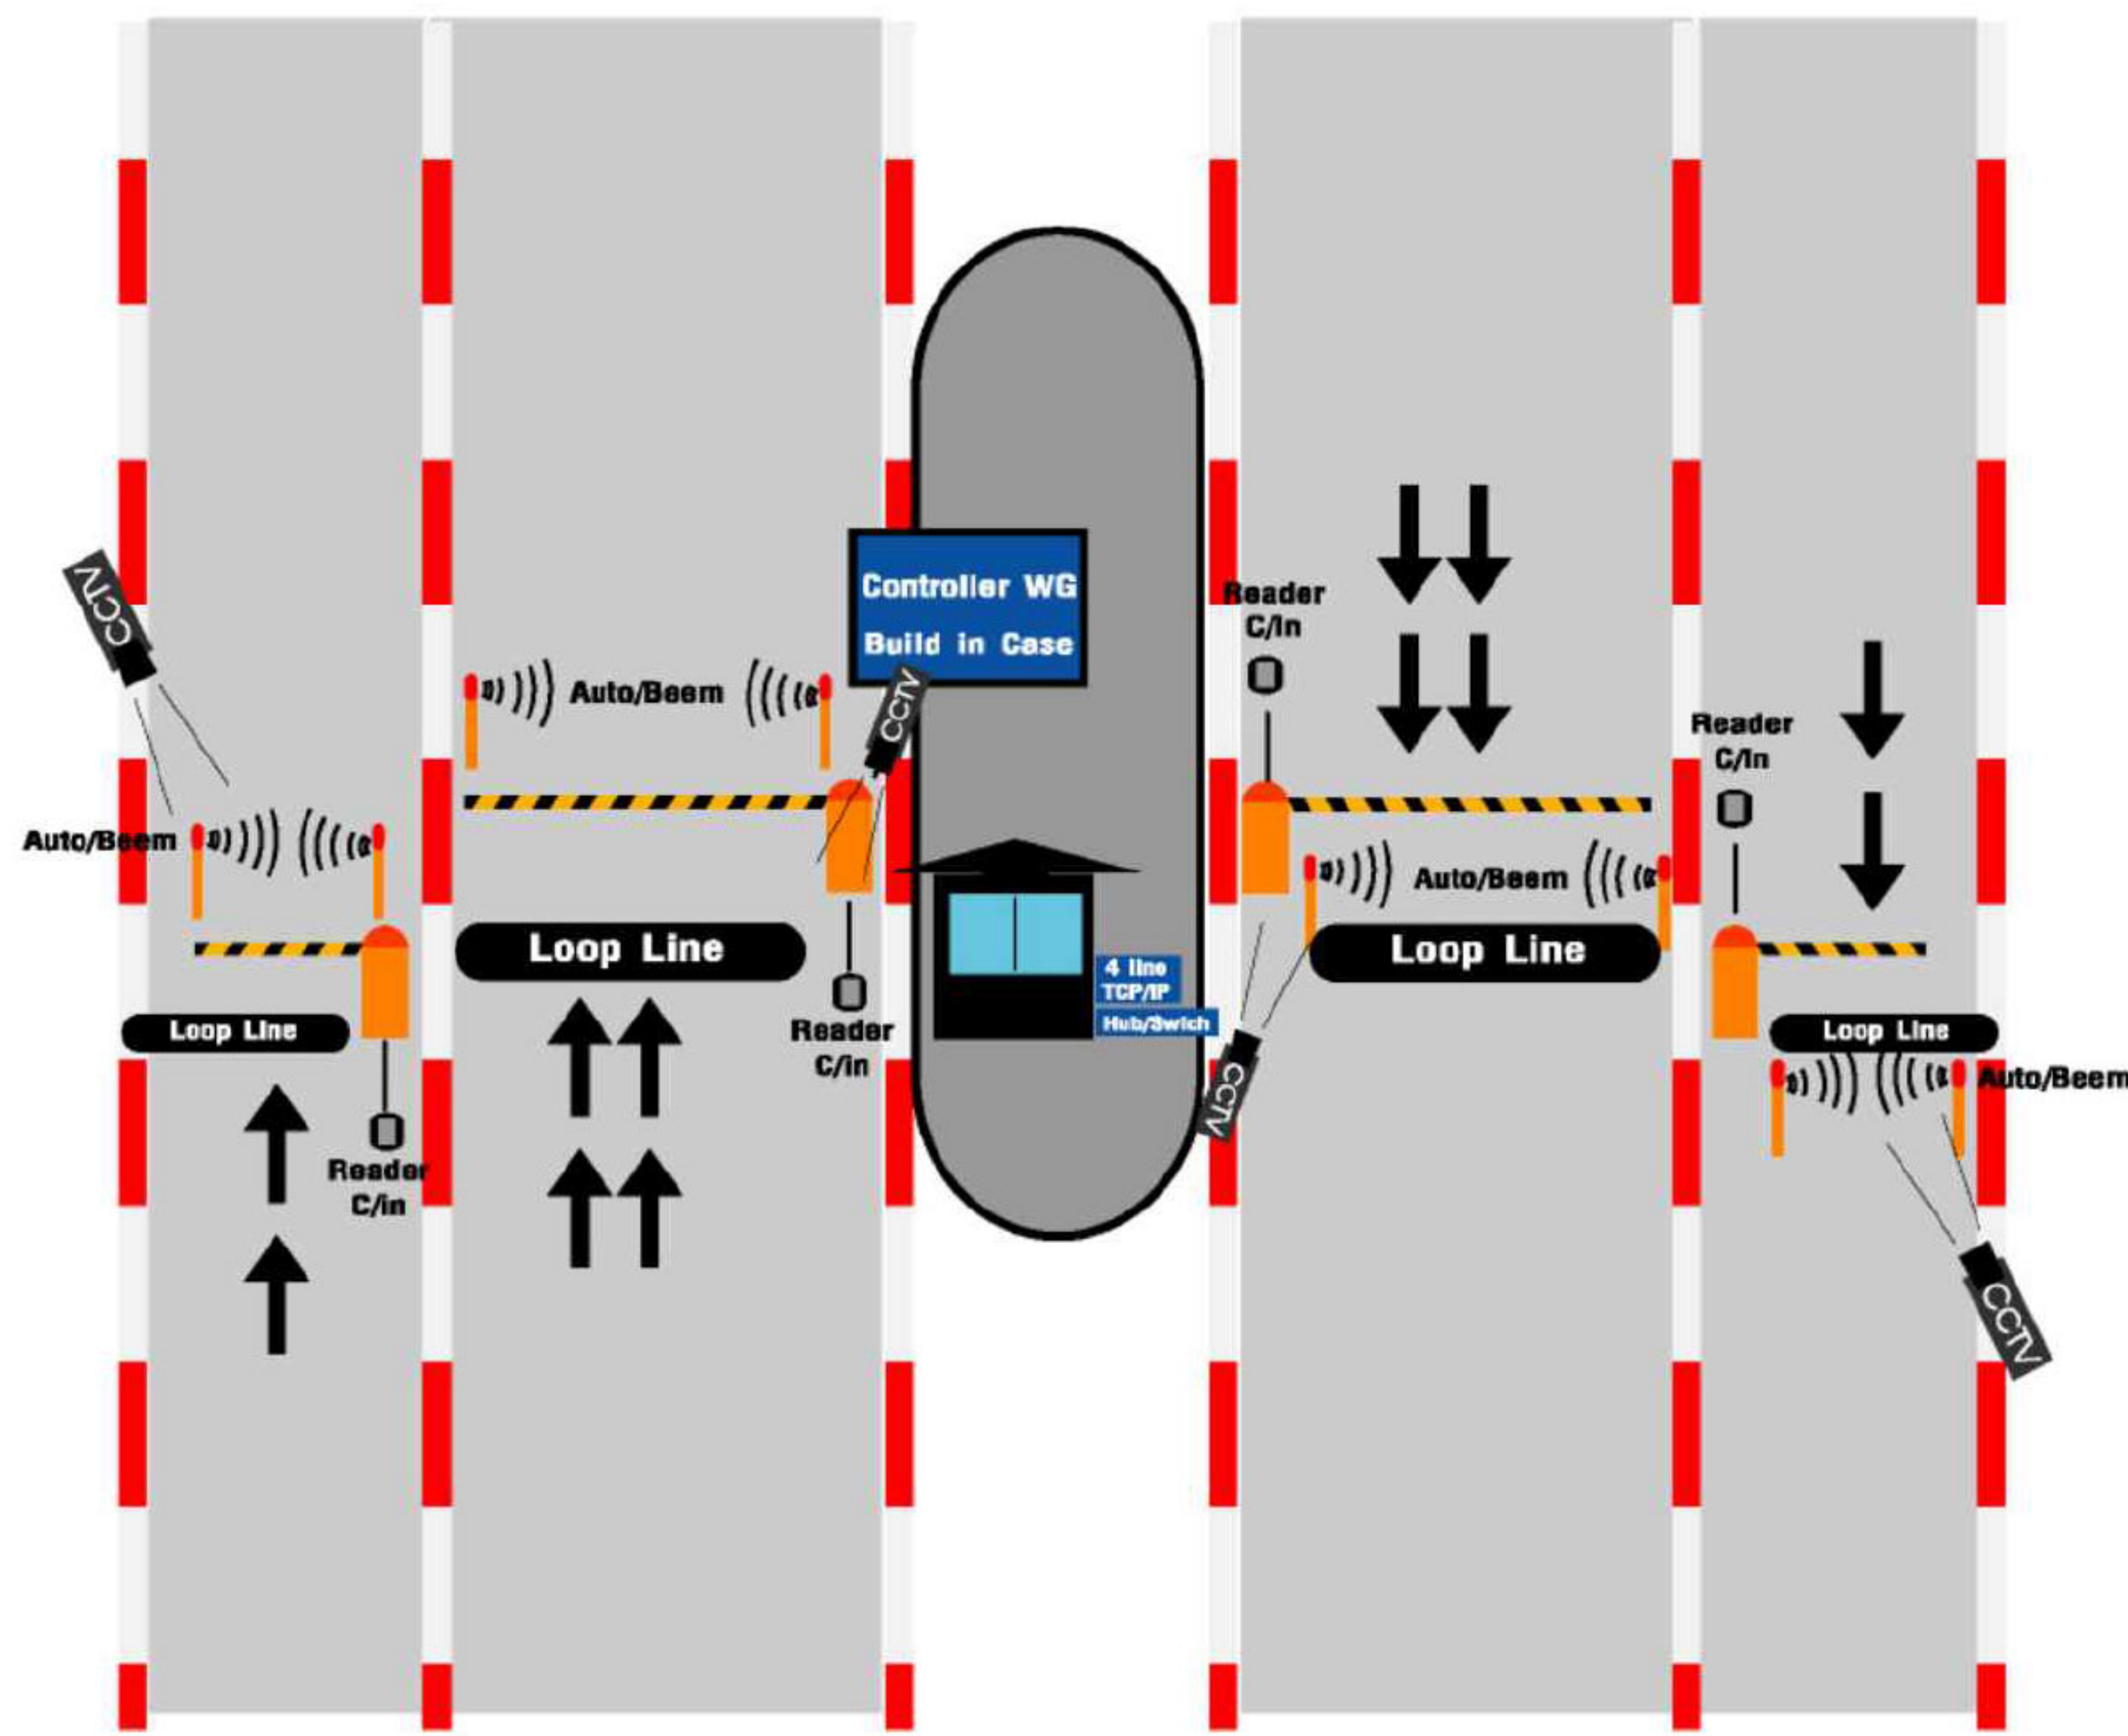 CCTV
Controller WG
Build in Case
Reader
C/In
Auto/Beem
CCTV
Reader
C/In
Auto/Beem
Auto/Beem
Loop Line
Loop Line
4 line
TCP/IP
Hub/Swich
Loop Line
Reader
C/in
Loop Line
Auto/Beem
CCTV
Reader
C/in
CCTV